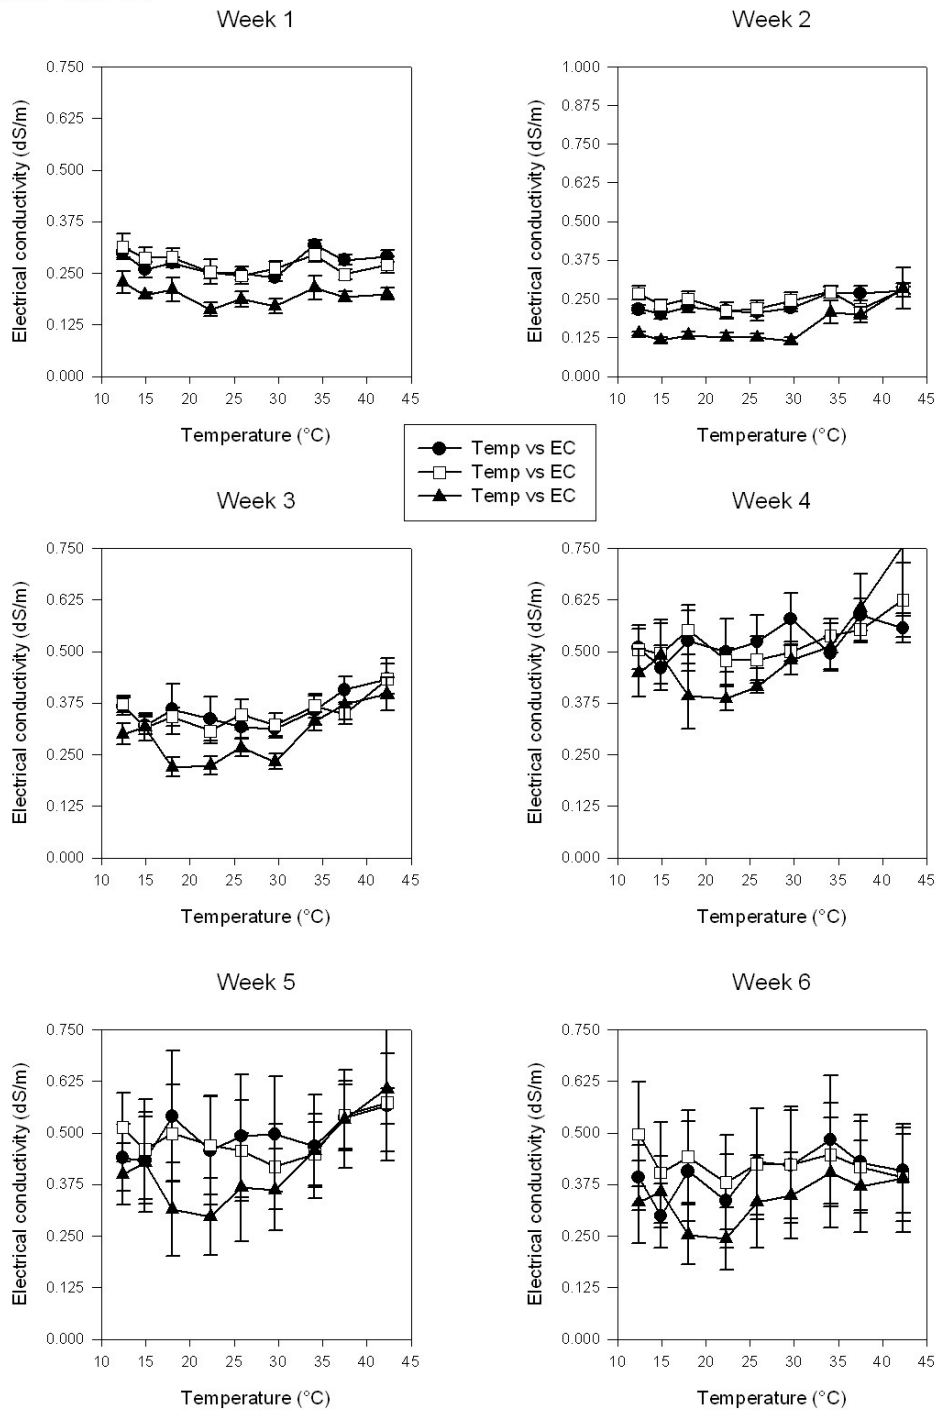 Week 1
Electrical conductivity (dS/m)
0.750
0.625
0.500
0.375
0.250
0.125
0.000
10 15 20 25 30 35 40 45
Temperature (°C)
Week 2
Electrical conductivity (dS/m)
1.000
0.875
0.750
0.625
0.500
0.375
0.250
0.125
0.000
10 15 20 25 30 35 40 45
Temperature (°C)
Temp vs EC
Temp vs EC
Temp vs EC
Week 3
Electrical conductivity (dS/m)
0.750
0.625
0.500
0.375
0.250
0.125
0.000
10 15 20 25 30 35 40 45
Temperature (°C)
Week 4
Electrical conductivity (dS/m)
0.750
0.625
0.500
0.375
0.250
0.125
0.000
10 15 20 25 30 35 40 45
Temperature (°C)
Week 5
Electrical conductivity (dS/m)
0.750
0.625
0.500
0.375
0.250
0.125
0.000
10 15 20 25 30 35 40 45
Temperature (°C)
Week 6
Electrical conductivity (dS/m)
0.750
0.625
0.500
0.375
0.250
0.125
0.000
10 15 20 25 30 35 40 45
Temperature (°C)